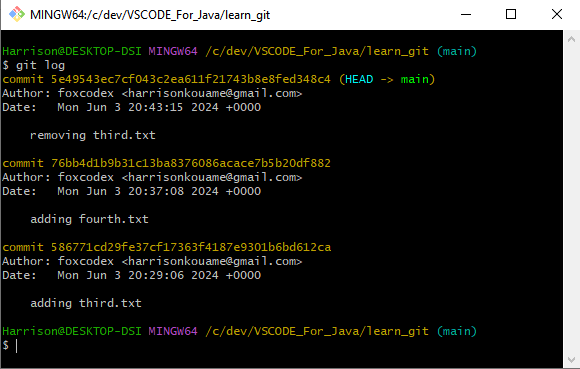 MINGW64:/c/dev/VSCODE_For_Java/learn_git
Harrison@DESKTOP-DSI MINGW64 /c/dev/VSCODE_For_Java/learn_git (main)
$ git log
commit 5e49543ec7cf043c2ea611f21743b8e8fed348c4 (HEAD -> main)
Author: foxcodex <harrisonkouame@gmail.com>
Date:   Mon Jun 3 20:43:15 2024 +0000
    removing third.txt
commit 76bb4d1b9b31c13ba8376086acace7b5b20df882
Author: foxcodex <harrisonkouame@gmail.com>
Date:   Mon Jun 3 20:37:08 2024 +0000
    adding fourth.txt
commit 586771cd29fe37cf17363f4187e9301b6bd612ca
Author: foxcodex <harrisonkouame@gmail.com>
Date:   Mon Jun 3 20:29:06 2024 +0000
    adding third.txt
Harrison@DESKTOP-DSI MINGW64 /c/dev/VSCODE_For_Java/learn_git (main)
$